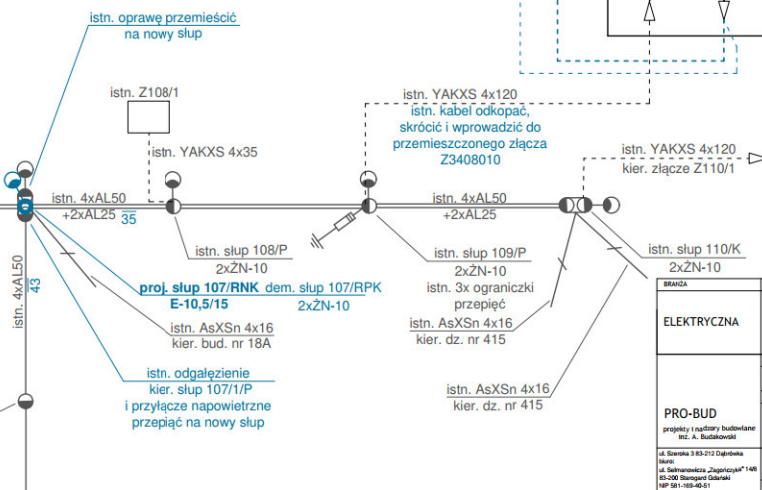 istn. oprawę przemieścić
na nowy słup
istn. Z108/1
istn. YAKXS 4x35
istn. YAKXS 4x120
istn. kabel odkopać,
skrócić i wprowadzić do
przemieszczonego złącza
Z3408010
istn. YAKXS 4x120
kier. złącze Z110/1
istn. 4xAL50
+2xAL25
35
istn. 4xAL50
+2xAL25
istn. słup 108/P
2xŻN-10
istn. słup 109/P
2xŻN-10
istn. 3x ograniczki
przepięć
istn. słup 110/K
2xŻN-10
istn. 4xAL50
43
proj. słup 107/RNK
E-10,5/15
dem. słup 107/RPK
2xŻN-10
istn. AsXSn 4x16
kier. bud. nr 18A
istn. AsXSn 4x16
kier. dz. nr 415
istn. odgałęzienie
kier. słup 107/1/P
i przyłącze napowietrzne
przepiąć na nowy słup
istn. AsXSn 4x16
kier. dz. nr 415
BRANŻA
ELEKTRYCZNA
PRO-BUD
projekty i nadzory budowlane
inż. A. Budakowski
ul. Szeroka 3 83-212 Dąbrówka
biuro:
ul. Selmanowicza „Zagończyka" 14/8
83-200 Starogard Gdański
NIP 581-169-40-51